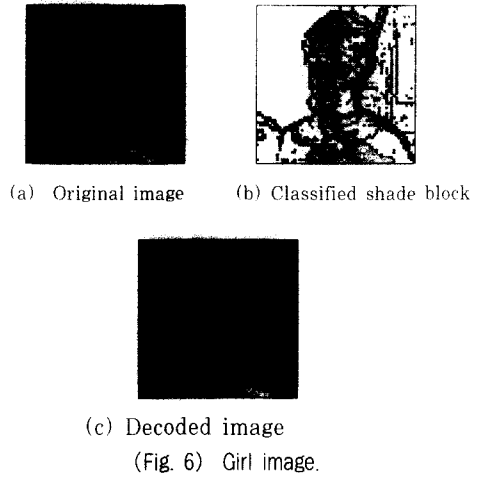 (a) Original image
(b) Classified shade block
(c) Decoded image
(Fig. 6) Girl image.